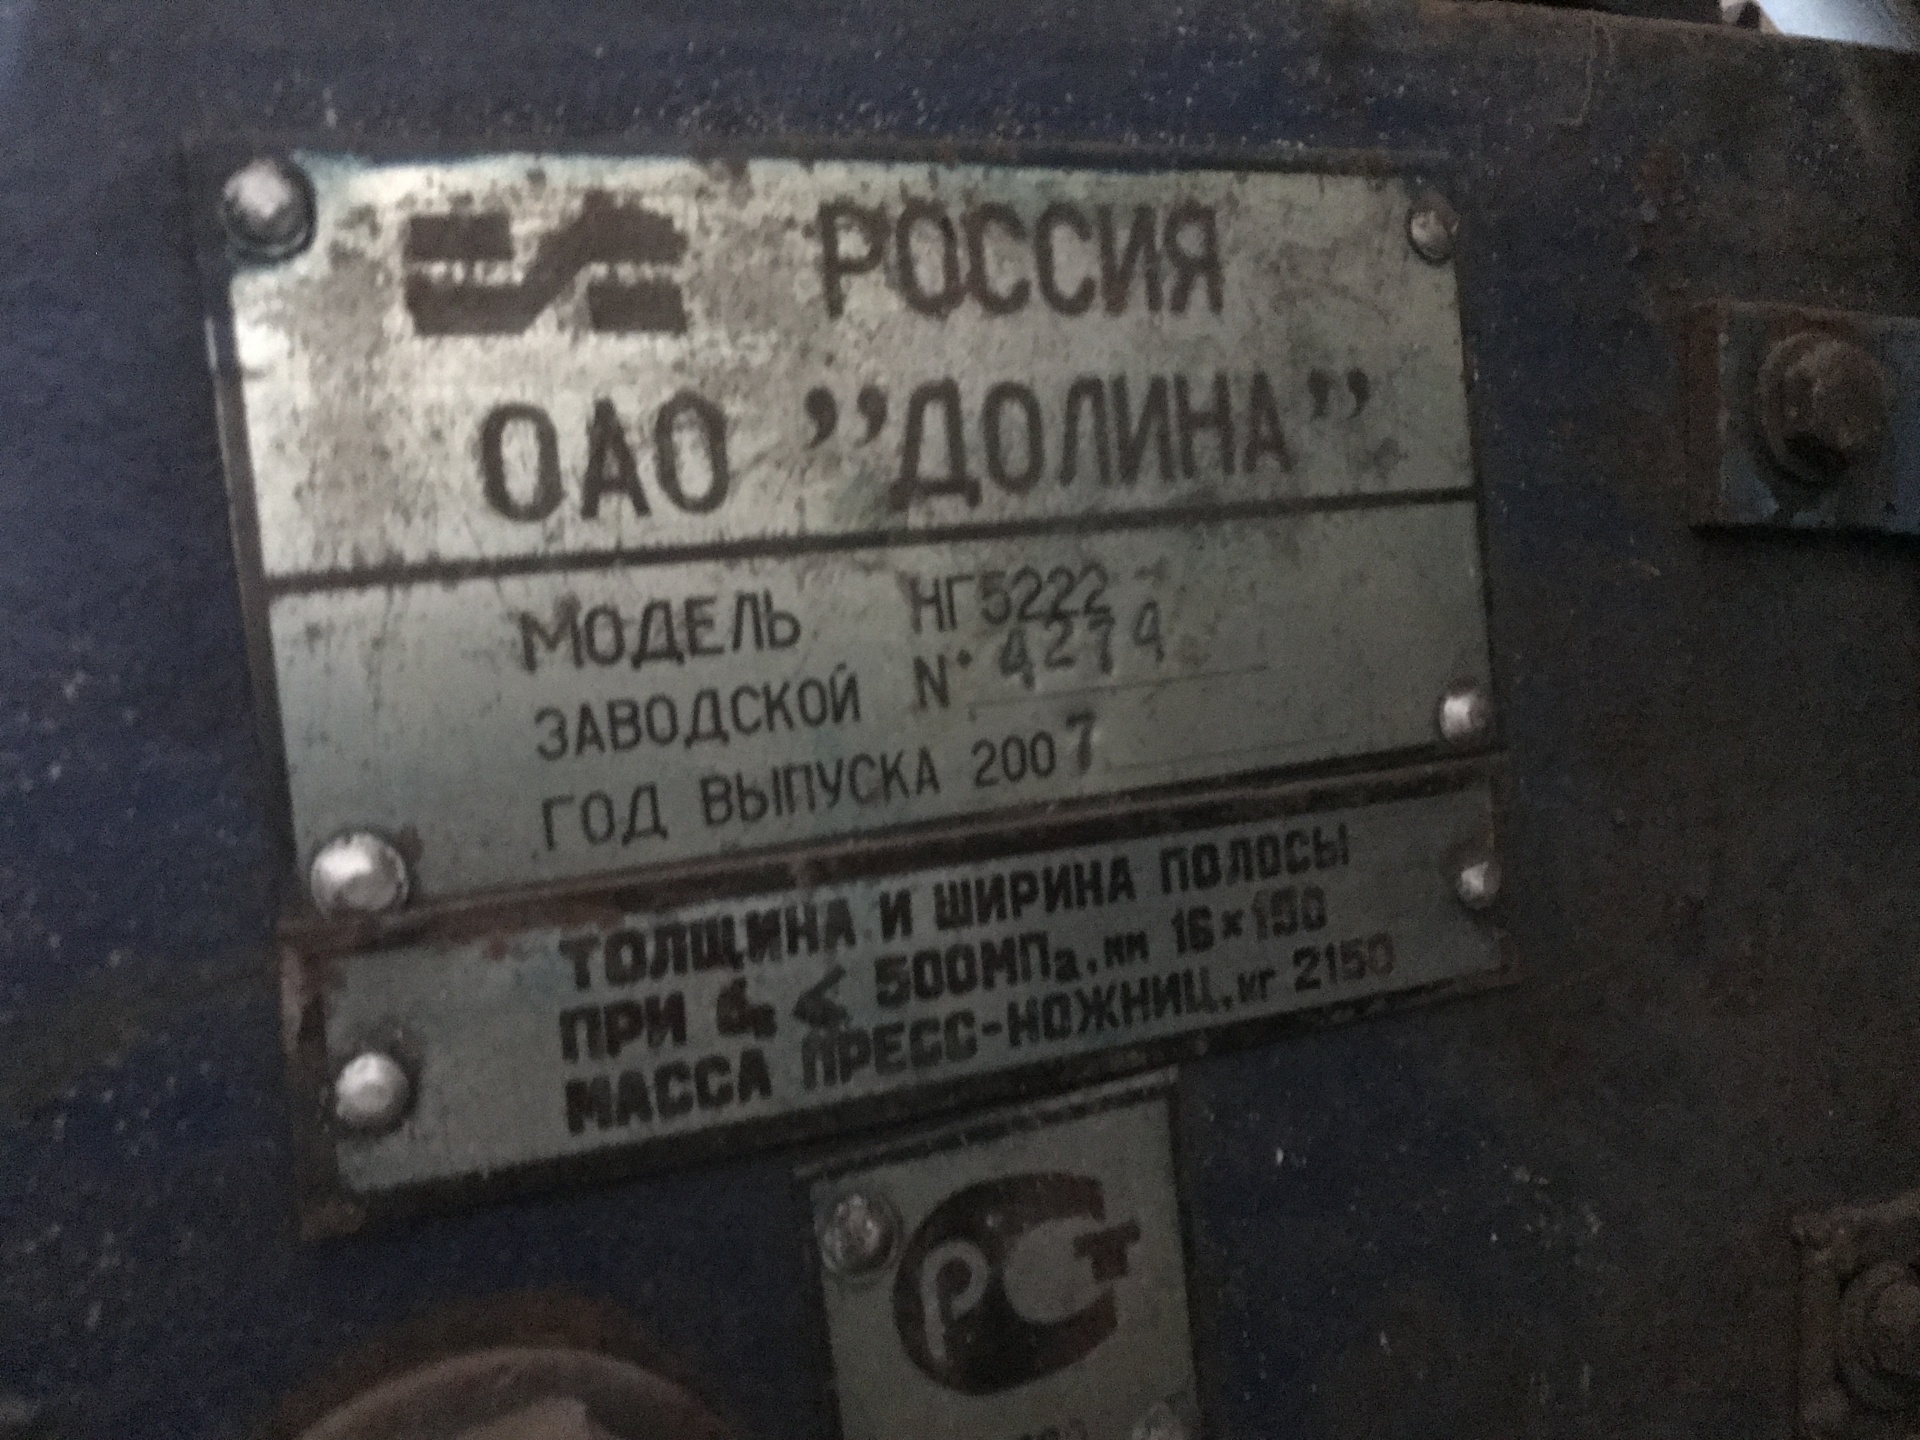 РОССИЯ
ОАО "ДОЛИНА"
МОДЕЛЬ НГ5222
ЗАВОДСКОЙ N° 4274
ГОД ВЫПУСКА 2007
ТОЛЩИНА И ШИРИНА ПОЛОСЫ
ПРИ бв ≤ 500МПа, мм 16×150
МАССА ПРЕСС-НОЖНИЦ, кг 2150
РСТ